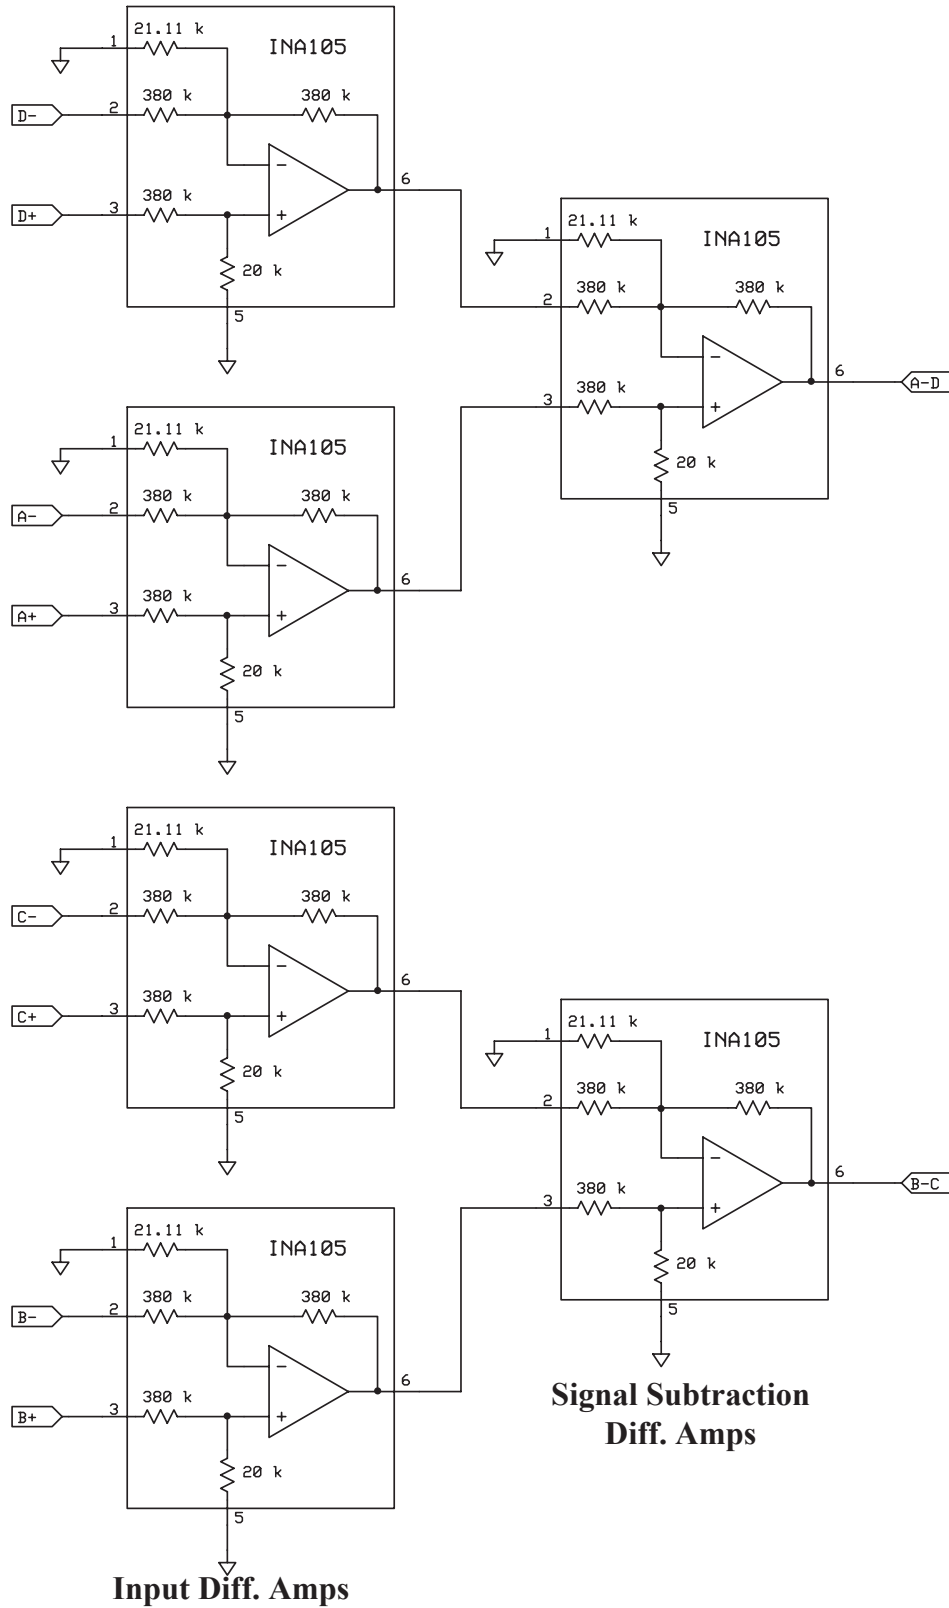 21.11 k
1
INA105
380 k
380 k
D-
2
−
6
380 k
D+
3
+
20 k
5
21.11 k
1
INA105
380 k
380 k
2
−
6
A-D
380 k
3
+
20 k
5
21.11 k
1
INA105
380 k
380 k
A-
2
−
6
380 k
A+
3
+
20 k
5
21.11 k
1
INA105
380 k
380 k
C-
2
−
6
380 k
C+
3
+
20 k
5
21.11 k
1
INA105
380 k
380 k
2
−
6
B-C
380 k
3
+
20 k
5
21.11 k
1
INA105
380 k
380 k
B-
2
−
6
380 k
B+
3
+
20 k
5
Signal Subtraction
Diff. Amps
Input Diff. Amps